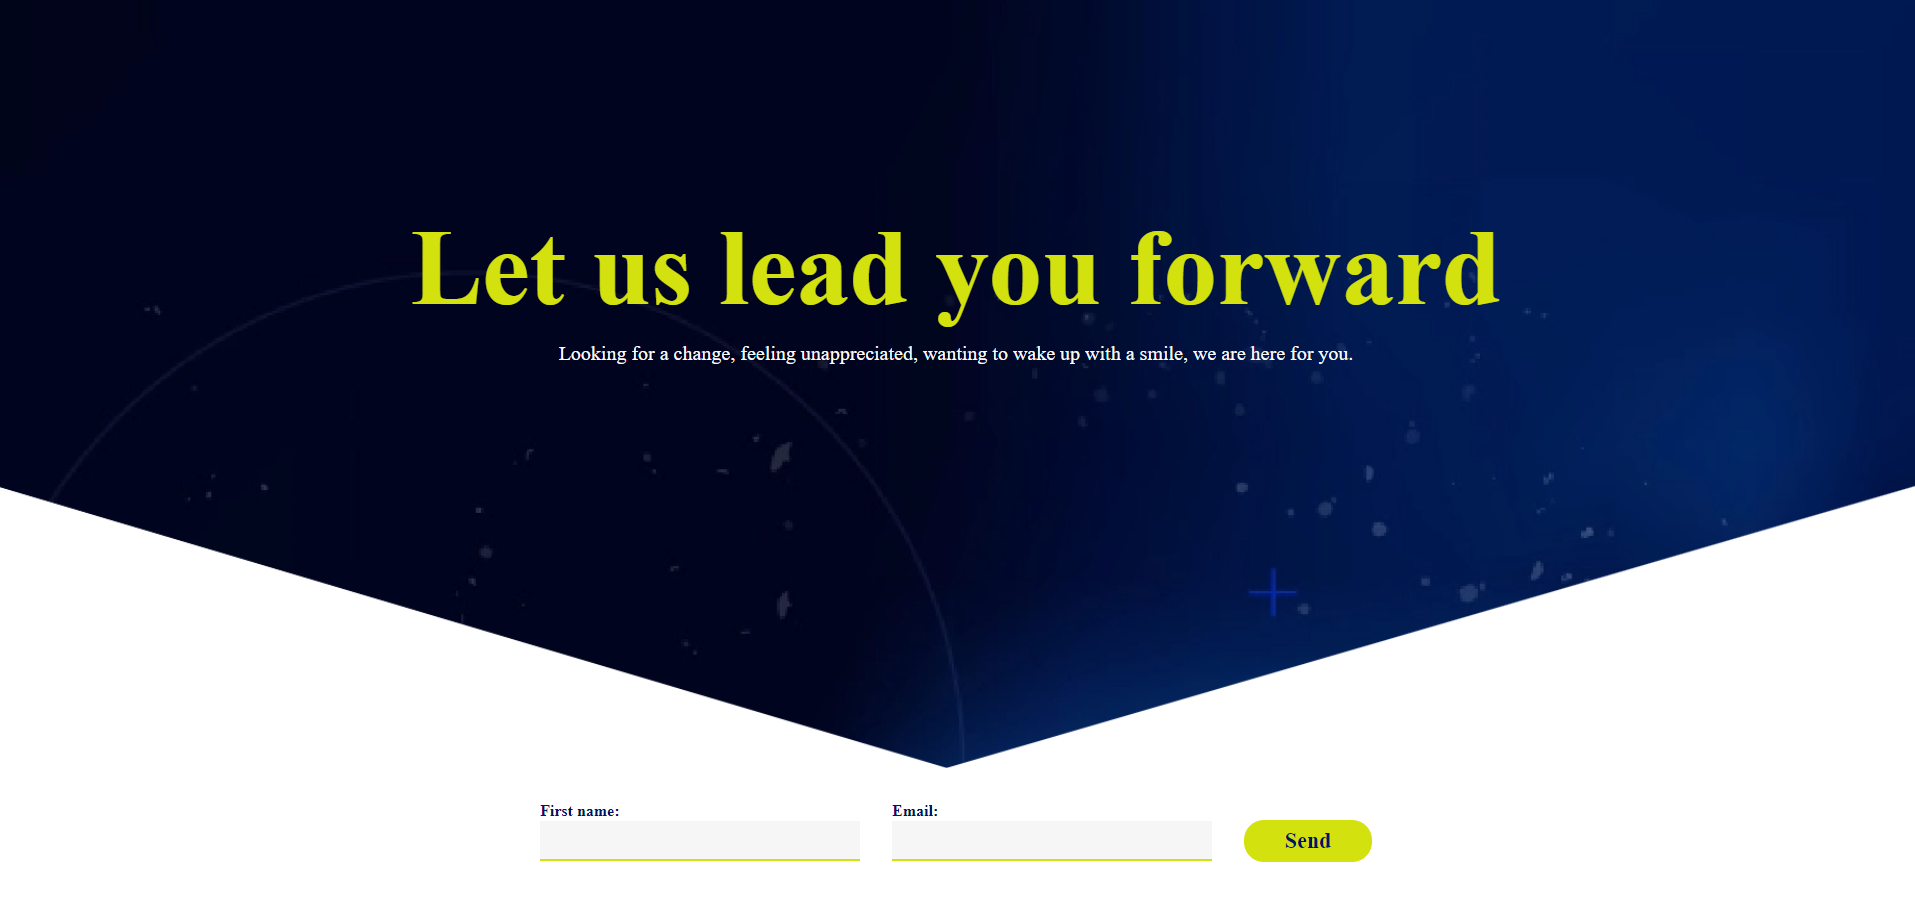 Let us lead you forward
Looking for a change, feeling unappreciated, wanting to wake up with a smile, we are here for you.
First name:
Email:
Send